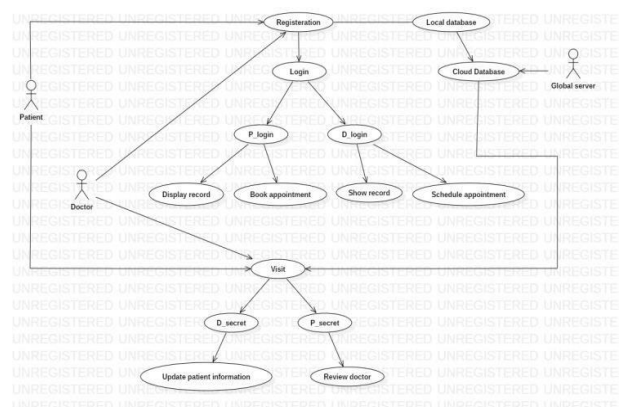 Registeration
Local database
Login
Cloud Database
Global server
Patient
P_login
D_login
Display record
Book appointment
Show record
Schedule appointment
Doctor
Visit
D_secret
P_secret
Update patient information
Review doctor